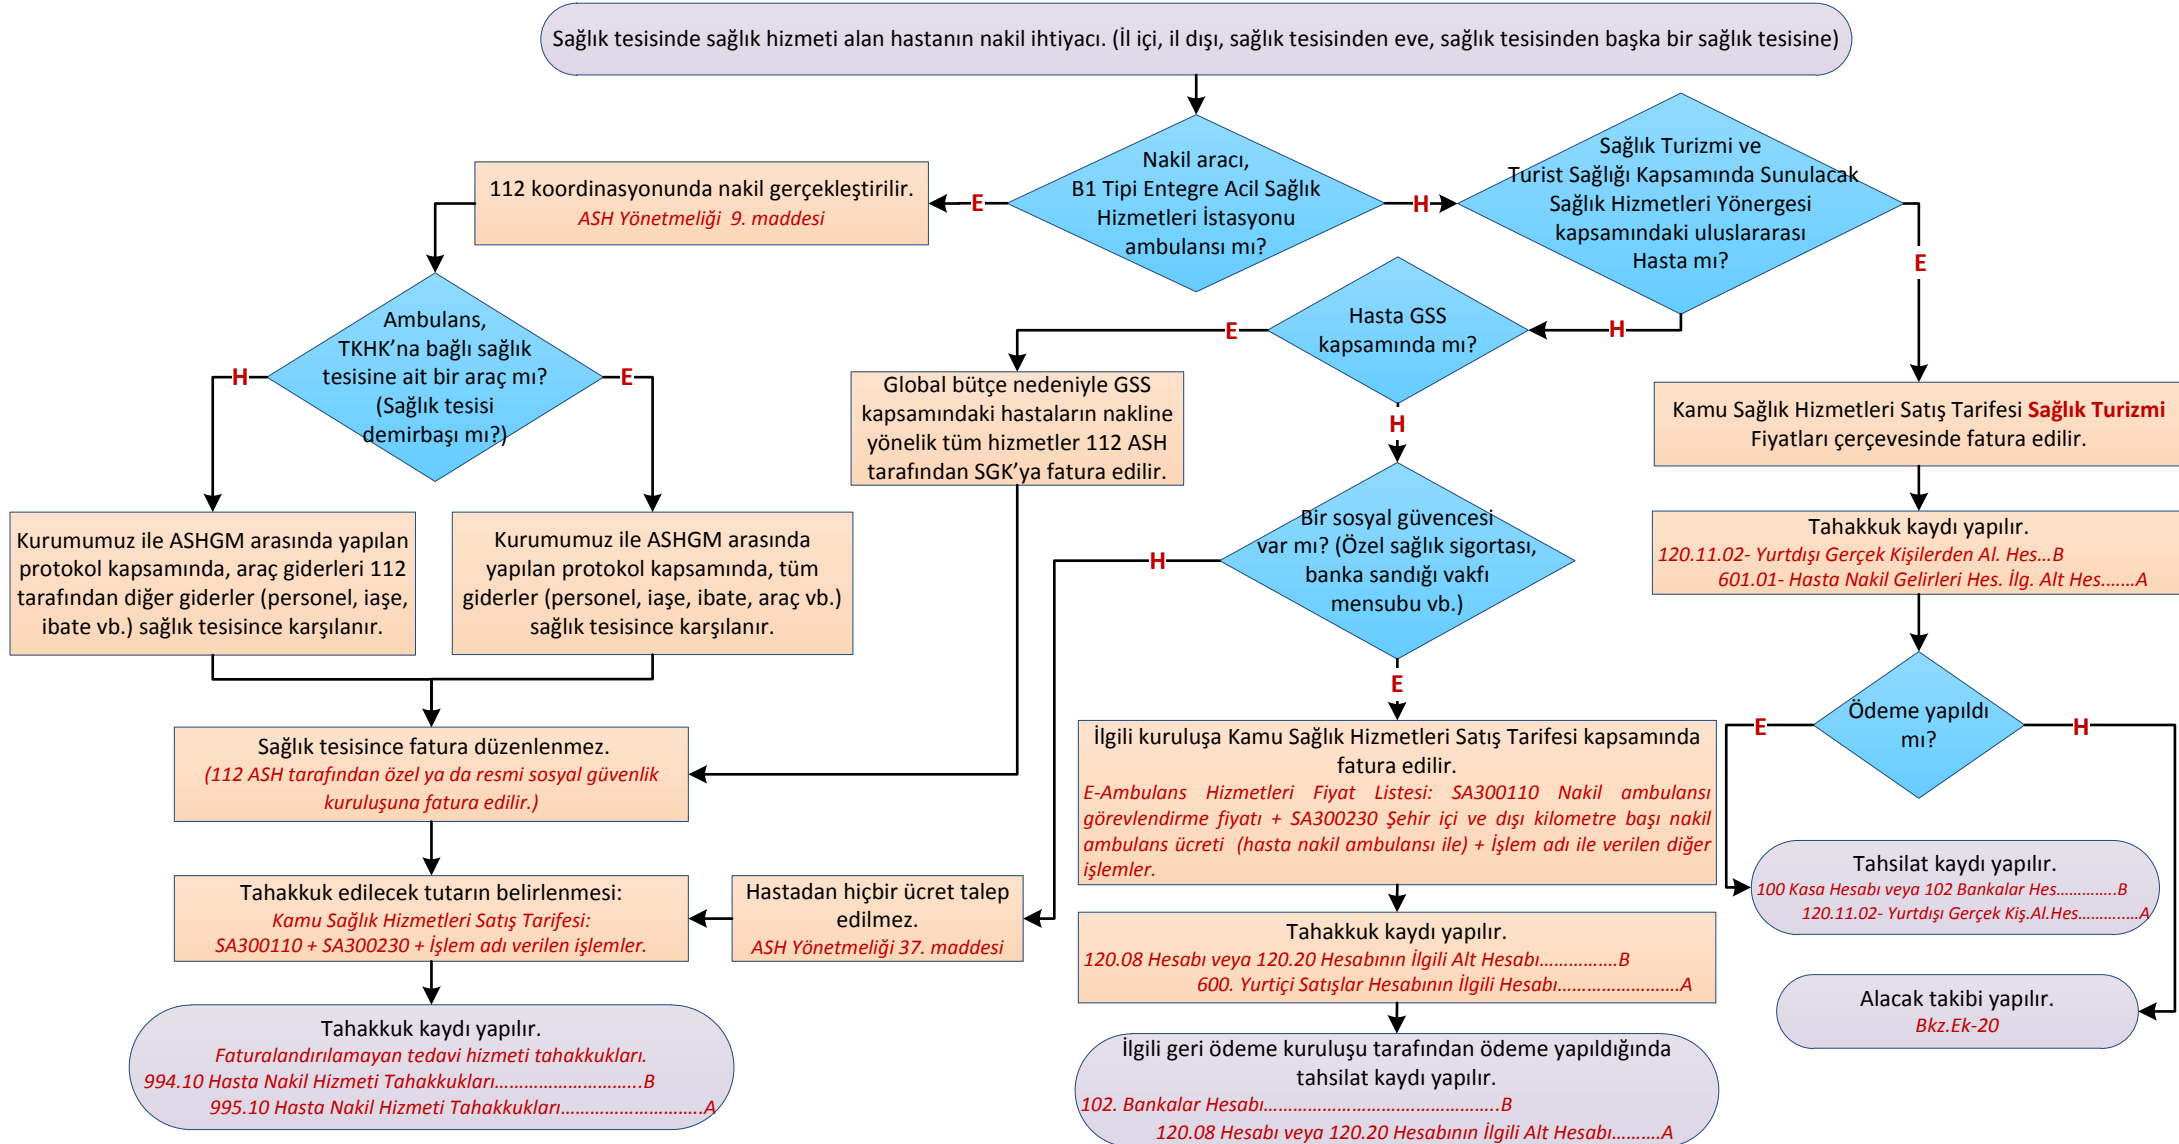 Sağlık tesisinde sağlık hizmeti alan hastanın nakil ihtiyacı. (İl içi, il dışı, sağlık tesisinden eve, sağlık tesisinden başka bir sağlık tesisine)
Nakil aracı,
B1 Tipi Entegre Acil Sağlık
Hizmetleri İstasyonu
ambulansı mı?
E
H
112 koordinasyonunda nakil gerçekleştirilir.
ASH Yönetmeliği 9. maddesi
Sağlık Turizmi ve
Turist Sağlığı Kapsamında Sunulacak
Sağlık Hizmetleri Yönergesi
kapsamındaki uluslararası
Hasta mı?
E
H
Ambulans,
TKHK’na bağlı sağlık
tesisine ait bir araç mı?
(Sağlık tesisi
demirbaşı mı?)
H
E
Hasta GSS
kapsamında mı?
E
H
Global bütçe nedeniyle GSS
kapsamındaki hastaların nakline
yönelik tüm hizmetler 112 ASH
tarafından SGK’ya fatura edilir.
Kamu Sağlık Hizmetleri Satış Tarifesi Sağlık Turizmi
Fiyatları çerçevesinde fatura edilir.
Kurumumuz ile ASHGM arasında yapılan
protokol kapsamında, araç giderleri 112
tarafından diğer giderler (personel, iaşe,
ibate vb.) sağlık tesisince karşılanır.
Kurumumuz ile ASHGM arasında
yapılan protokol kapsamında, tüm
giderler (personel, iaşe, ibate, araç vb.)
sağlık tesisince karşılanır.
Bir sosyal güvencesi
var mı? (Özel sağlık sigortası,
banka sandığı vakfı
mensubu vb.)
H
E
Tahakkuk kaydı yapılır.
120.11.02- Yurtdışı Gerçek Kişilerden Al. Hes...B
601.01- Hasta Nakil Gelirleri Hes. İlg. Alt Hes.......A
Ödeme yapıldı
mı?
E
H
Sağlık tesisince fatura düzenlenmez.
(112 ASH tarafından özel ya da resmi sosyal güvenlik
kuruluşuna fatura edilir.)
İlgili kuruluşa Kamu Sağlık Hizmetleri Satış Tarifesi kapsamında
fatura edilir.
E-Ambulans Hizmetleri Fiyat Listesi: SA300110 Nakil ambulansı
görevlendirme fiyatı + SA300230 Şehir içi ve dışı kilometre başı nakil
ambulans ücreti (hasta nakil ambulansı ile) + İşlem adı ile verilen diğer
işlemler.
Tahsilat kaydı yapılır.
100 Kasa Hesabı veya 102 Bankalar Hes..............B
120.11.02- Yurtdışı Gerçek Kiş.Al.Hes..............A
Tahakkuk edilecek tutarın belirlenmesi:
Kamu Sağlık Hizmetleri Satış Tarifesi:
SA300110 + SA300230 + İşlem adı verilen işlemler.
Hastadan hiçbir ücret talep
edilmez.
ASH Yönetmeliği 37. maddesi
Tahakkuk kaydı yapılır.
120.08 Hesabı veya 120.20 Hesabının İlgili Alt Hesabı................B
600. Yurtiçi Satışlar Hesabının İlgili Hesabı.........................A
Alacak takibi yapılır.
Bkz.Ek-20
Tahakkuk kaydı yapılır.
Faturalandırılamayan tedavi hizmeti tahakkukları.
994.10 Hasta Nakil Hizmeti Tahakkukları.............................B
995.10 Hasta Nakil Hizmeti Tahakkukları.............................A
İlgili geri ödeme kuruluşu tarafından ödeme yapıldığında
tahsilat kaydı yapılır.
102. Bankalar Hesabı...........................................B
120.08 Hesabı veya 120.20 Hesabının İlgili Alt Hesabı..........A